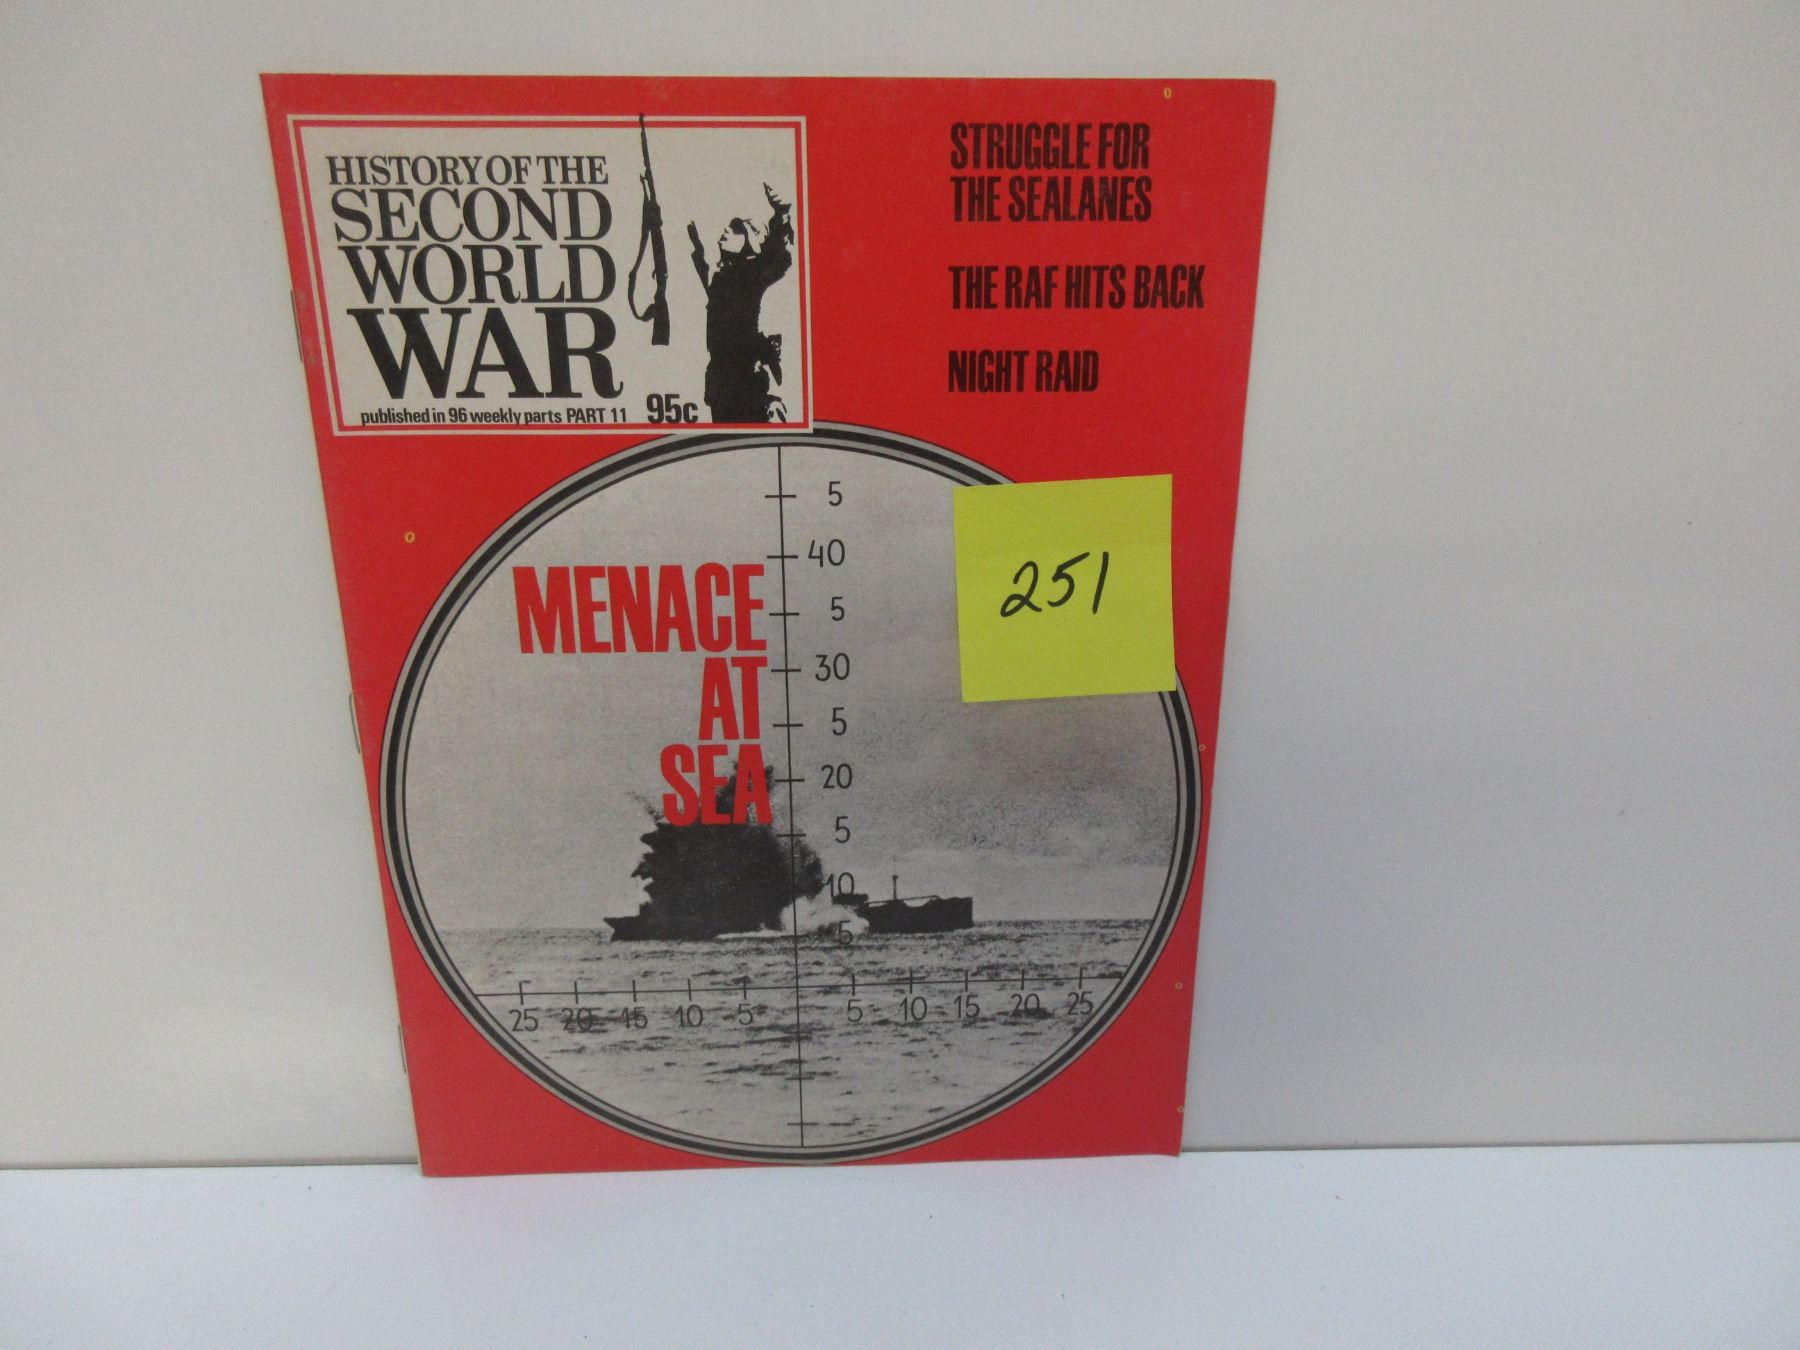 HISTORY OF THE
SECOND
WORLD
WAR
published in 96 weekly parts PART 11 95c
STRUGGLE FOR
THE SEALANES
THE RAF HITS BACK
NIGHT RAID
251
MENACE
AT
SEA
5
40
5
30
5
20
5
10
5
25 20 15 10 5 5 10 15 20 25